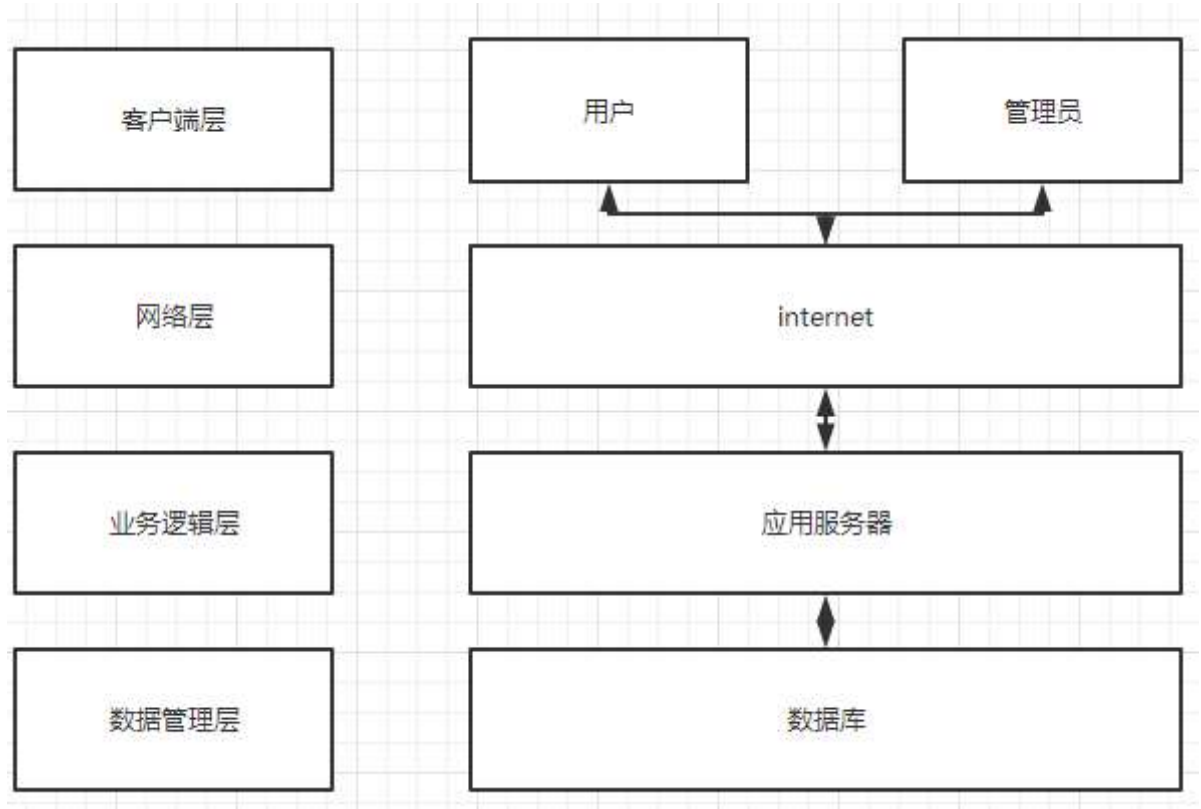 客户端层
用户
管理员
网络层
internet
业务逻辑层
应用服务器
数据管理层
数据库